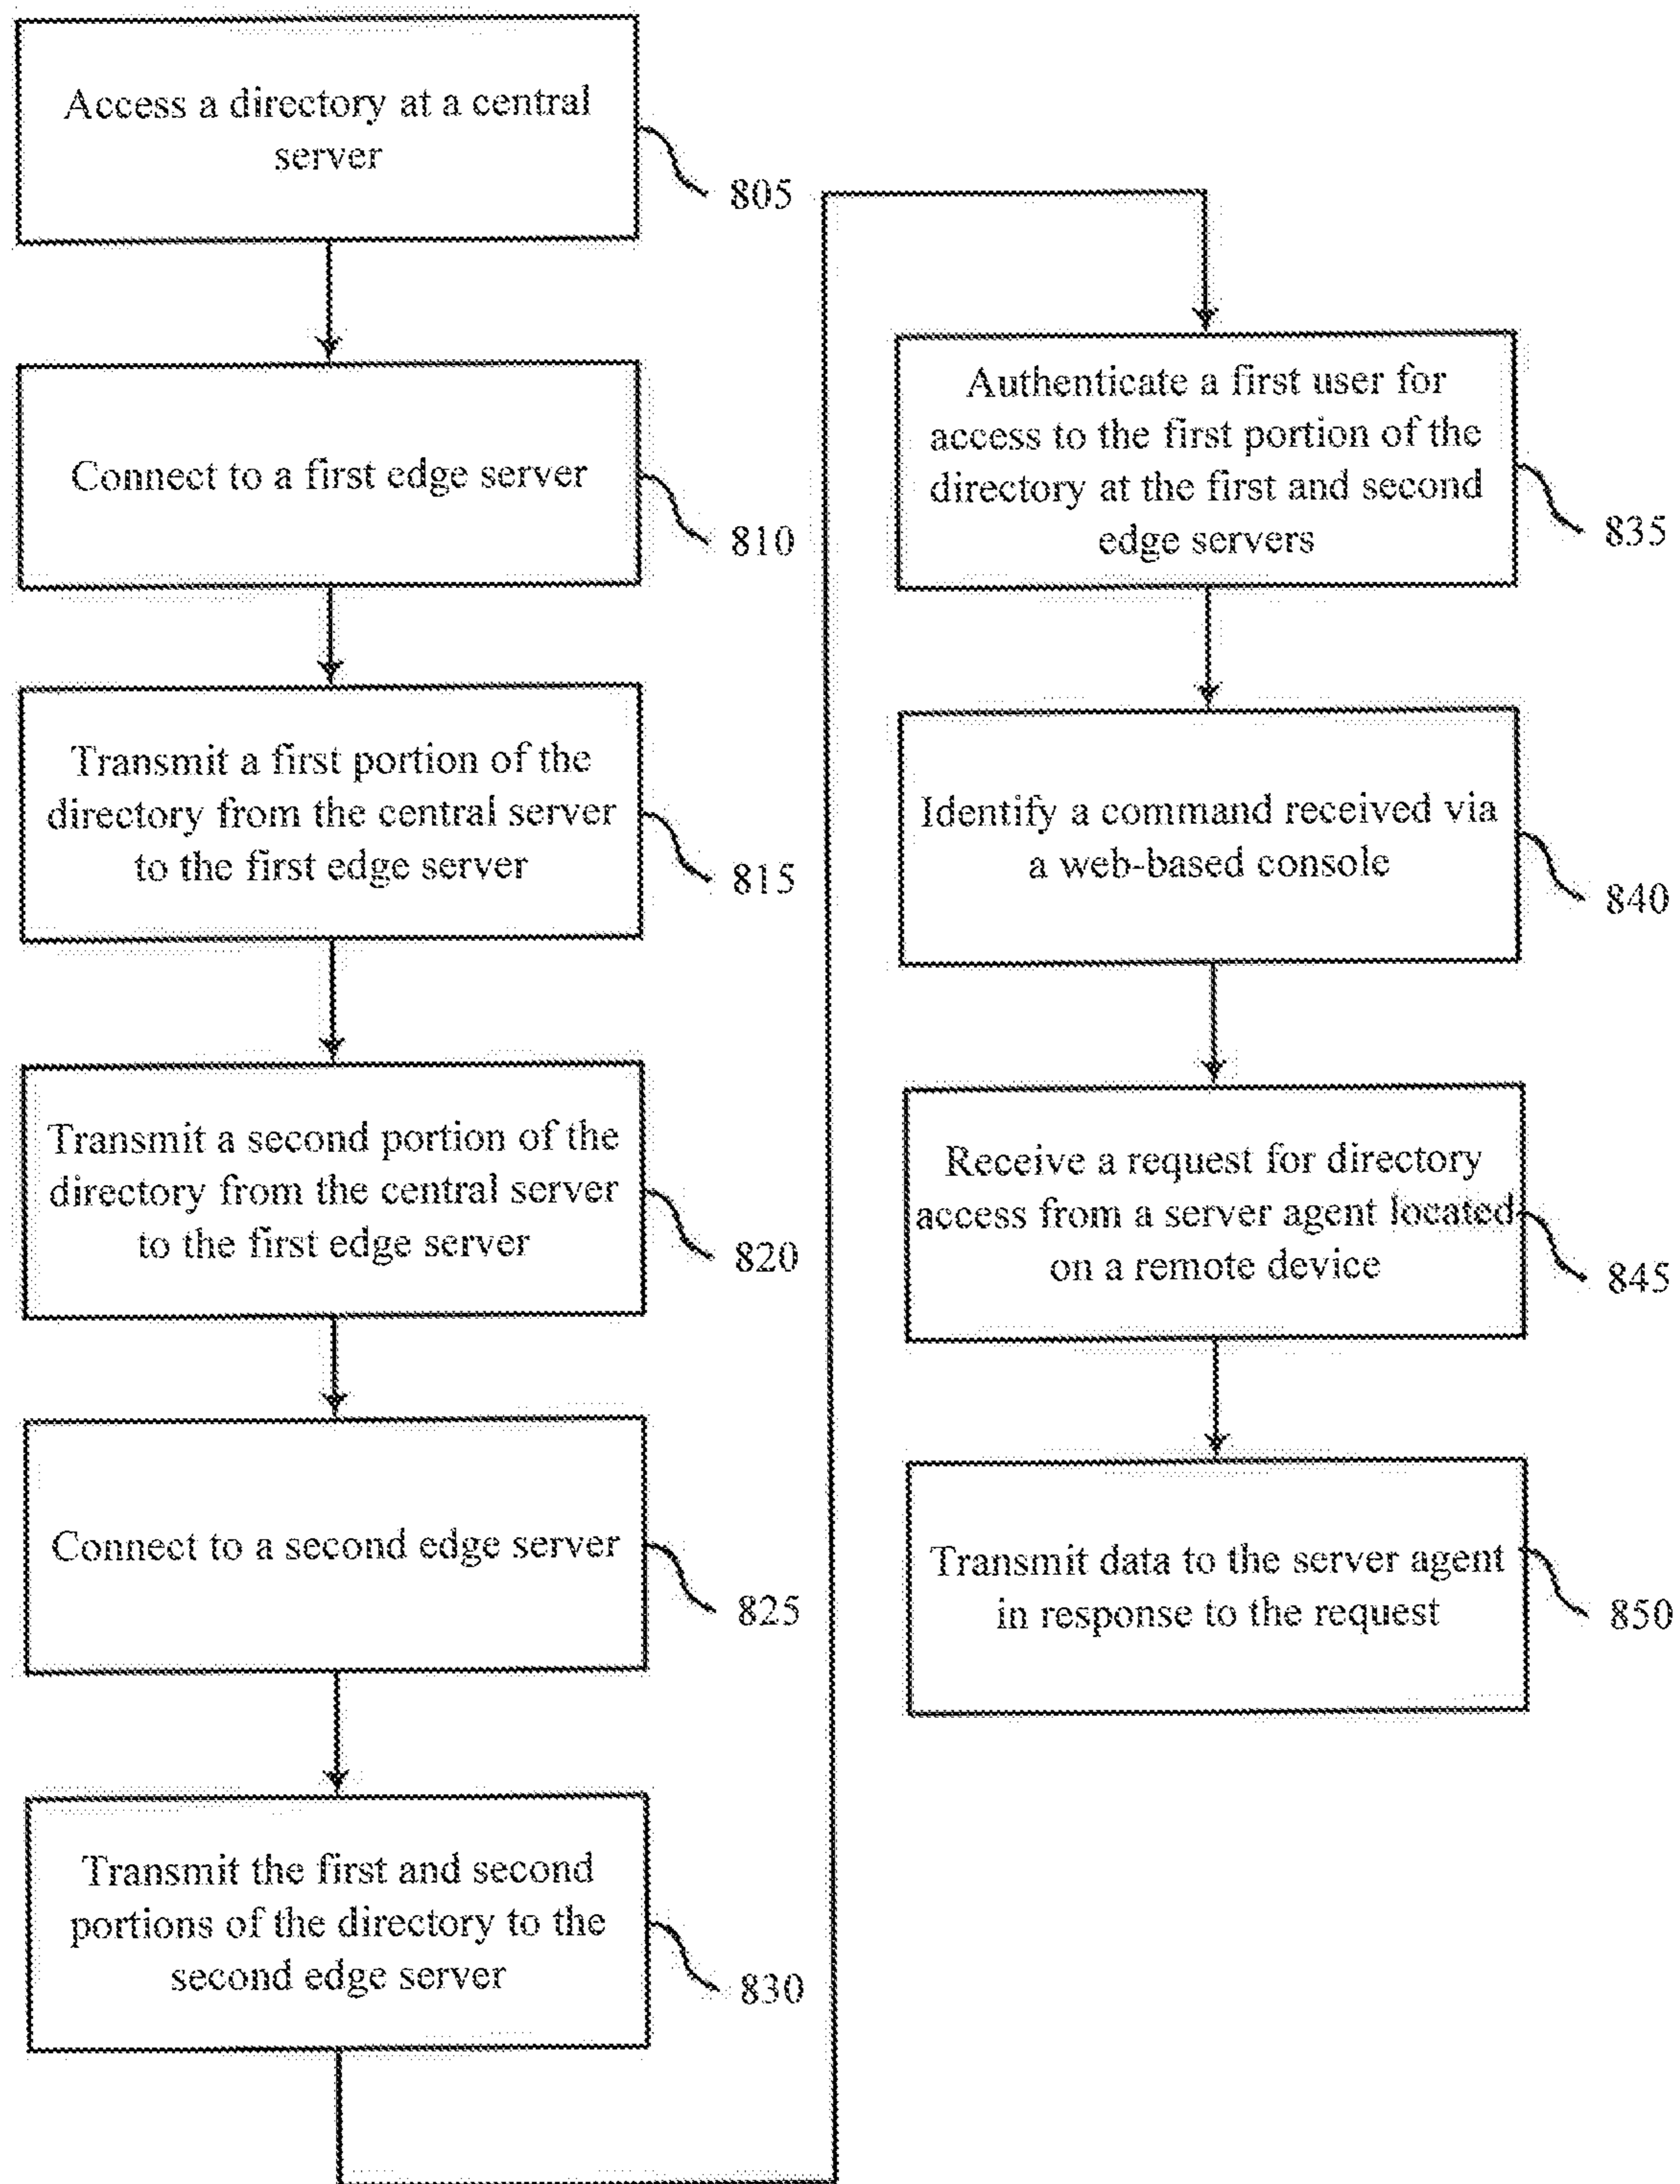 Access a directory at a central
server
805
Connect to a first edge server
810
Transmit a first portion of the
directory from the central server
to the first edge server
815
Transmit a second portion of the
directory from the central server
to the first edge server
820
Connect to a second edge server
825
Transmit the first and second
portions of the directory to the
second edge server
830
Authenticate a first user for
access to the first portion of the
directory at the first and second
edge servers
835
Identify a command received via
a web-based console
840
Receive a request for directory
access from a server agent located
on a remote device
845
Transmit data to the server agent
in response to the request
850